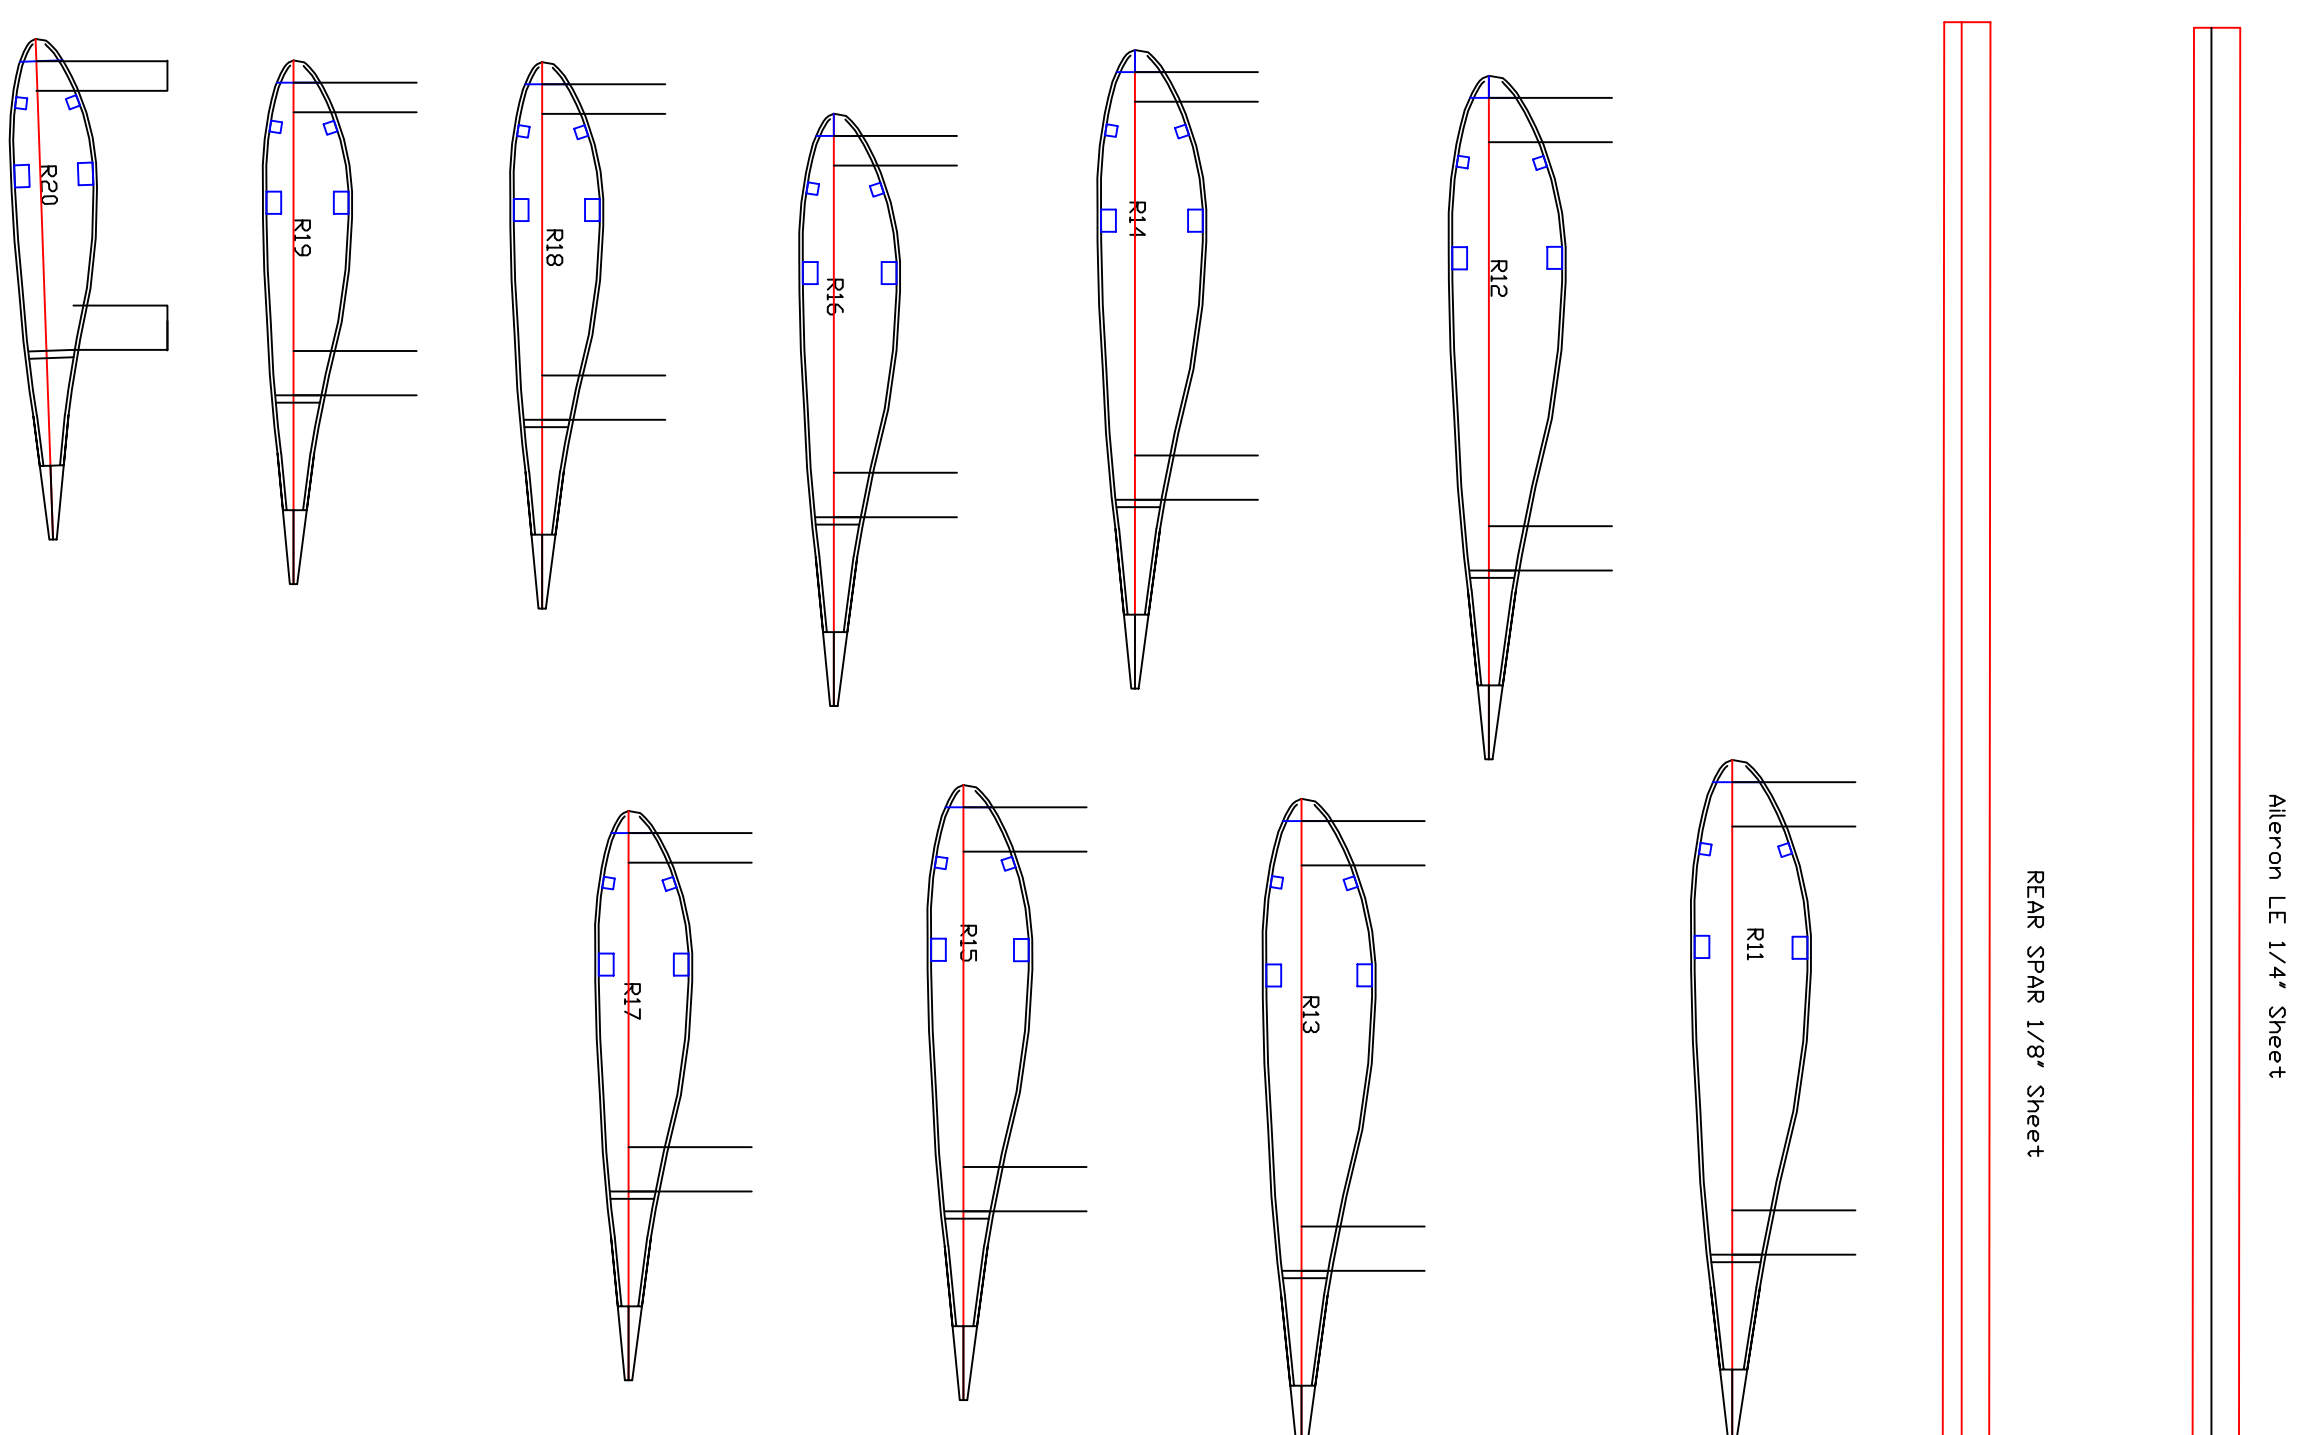 R20
R19
R18
R16
R14
R12
R17
R15
R13
R11
REAR SPAR 1/8" Sheet
Aileron LE 1/4" Sheet